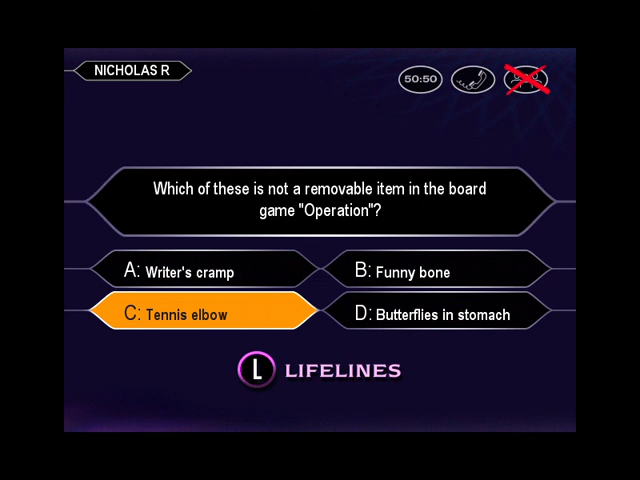 NICHOLAS R
50:50
Which of these is not a removable item in the board
game "Operation"?
A: Writer's cramp
B: Funny bone
C: Tennis elbow
D: Butterflies in stomach
L LIFELINES